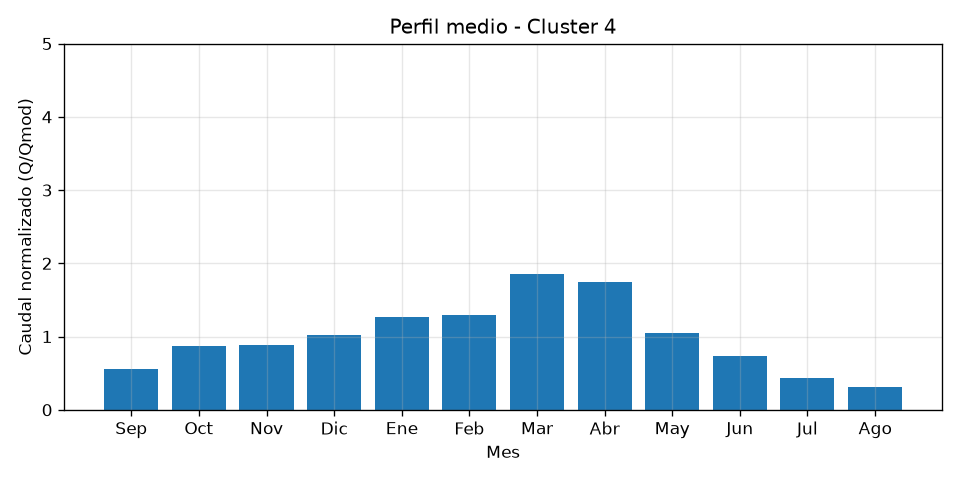 Perfil medio - Cluster 4
Caudal normalizado (Q/Qmod)
5
4
3
2
1
0
Sep Oct Nov Dic Ene Feb Mar Abr May Jun Jul Ago
Mes